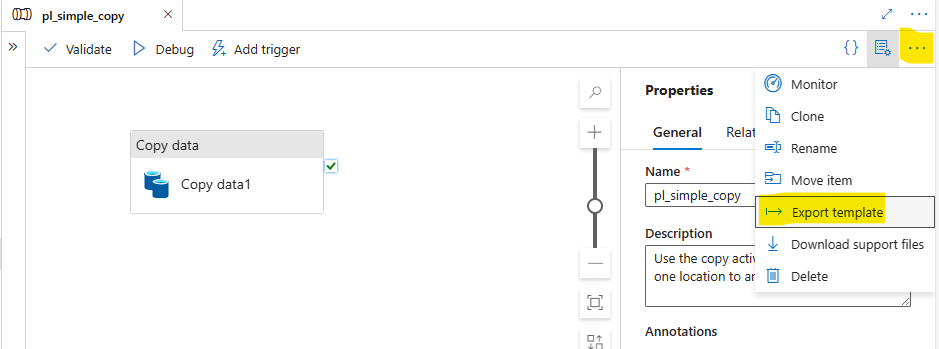 pl_simple_copy
Validate
Debug
Add trigger
Properties
General
Relat
Name *
pl_simple_copy
Description
Use the copy activ
one location to an
Annotations
Monitor
Clone
Rename
Move item
Export template
Download support files
Delete
Copy data
Copy data1